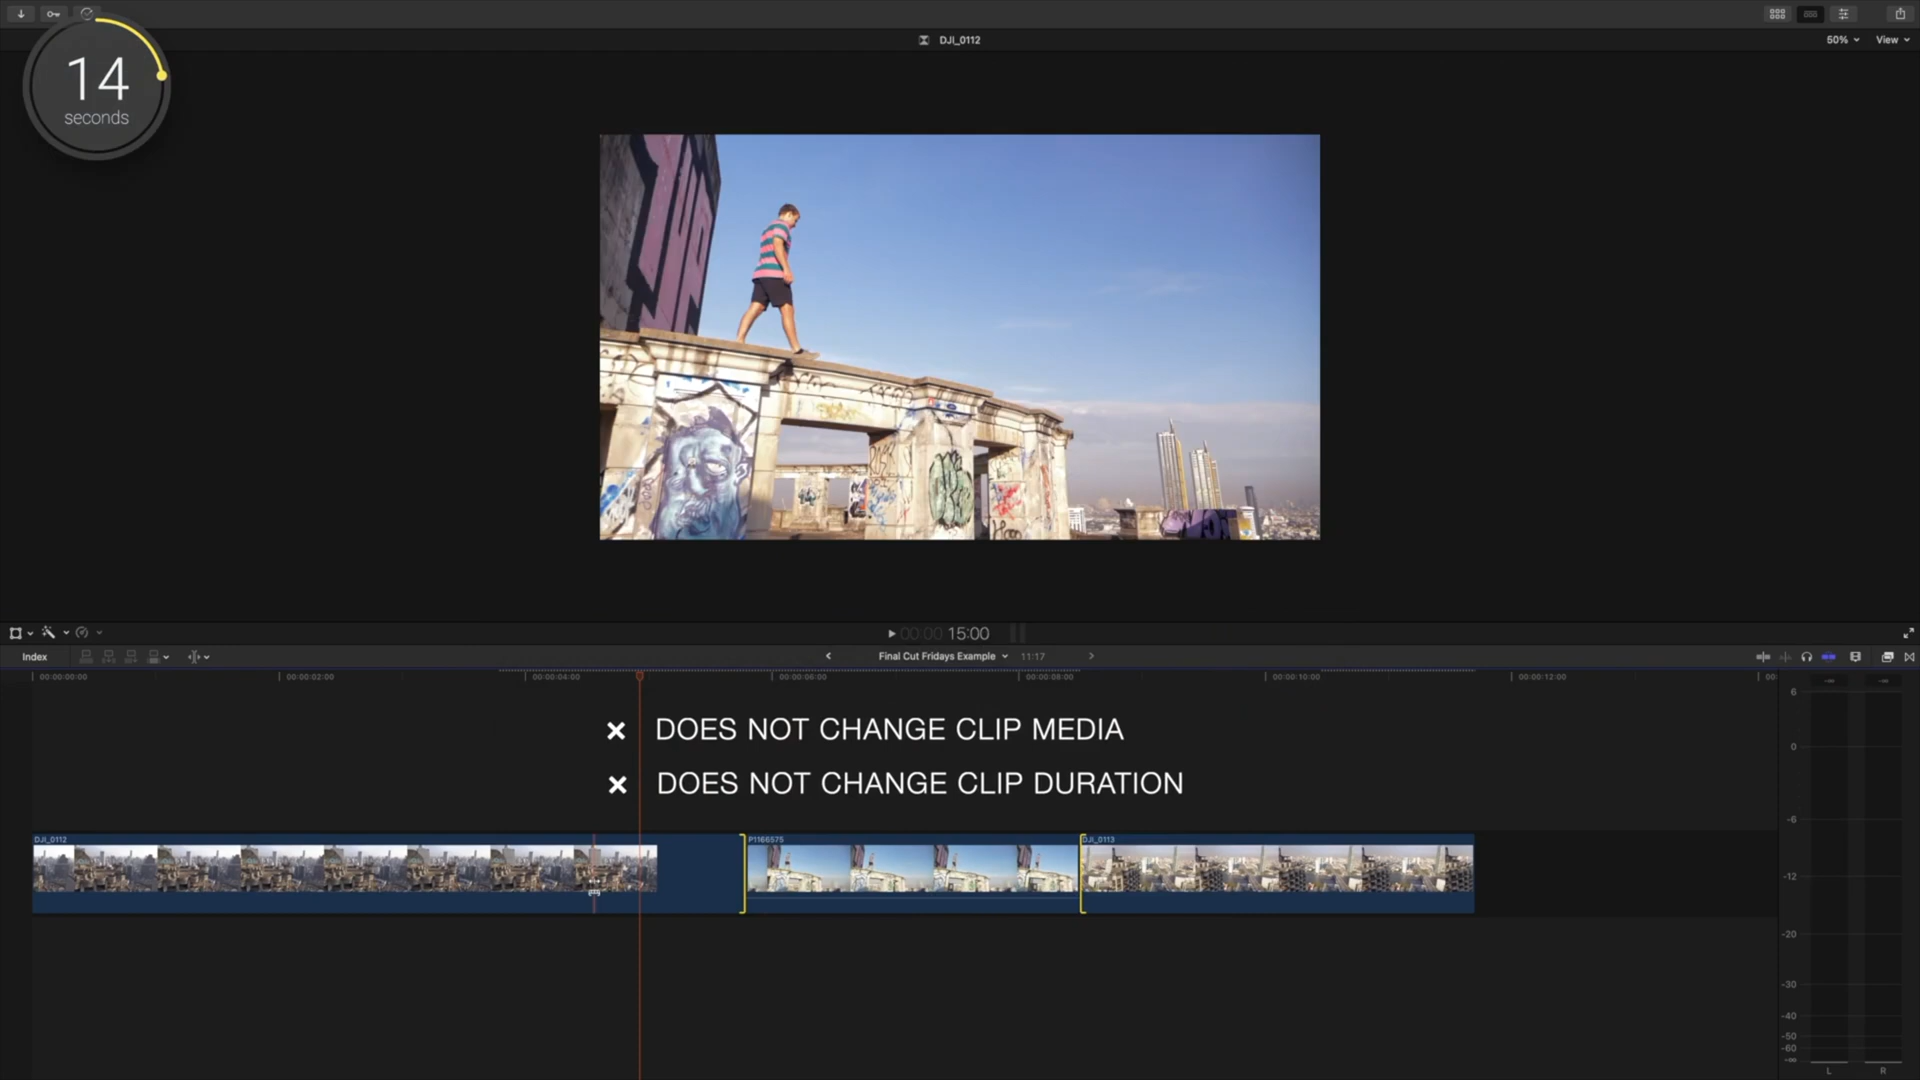 DJI_0112
50%
View
14
seconds
00:00 15:00
Index
Final Cut Fridays Example
11:17
00:00:00:00
00:00:02:00
00:00:04:00
00:00:06:00
00:00:08:00
00:00:10:00
00:00:12:00
00:
DOES NOT CHANGE CLIP MEDIA
DOES NOT CHANGE CLIP DURATION
DJI_0112
P1166575
DJI_0113
6
0
-6
-12
-20
-30
-40
-50
-60
-∞
L
R